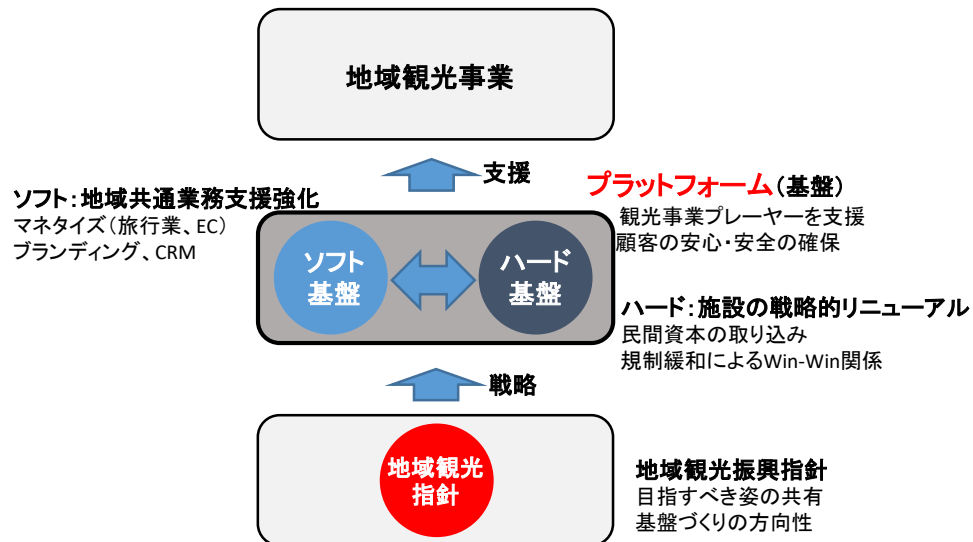 地域観光事業
支援
ソフト:地域共通業務支援強化
マネタイズ(旅行業、EC)
ブランディング、CRM
プラットフォーム(基盤)
観光事業プレーヤーを支援
顧客の安心・安全の確保
ソフト
基盤
ハード
基盤
ハード:施設の戦略的リニューアル
民間資本の取り込み
規制緩和によるWin-Win関係
戦略
地域観光
指針
地域観光振興指針
目指すべき姿の共有
基盤づくりの方向性